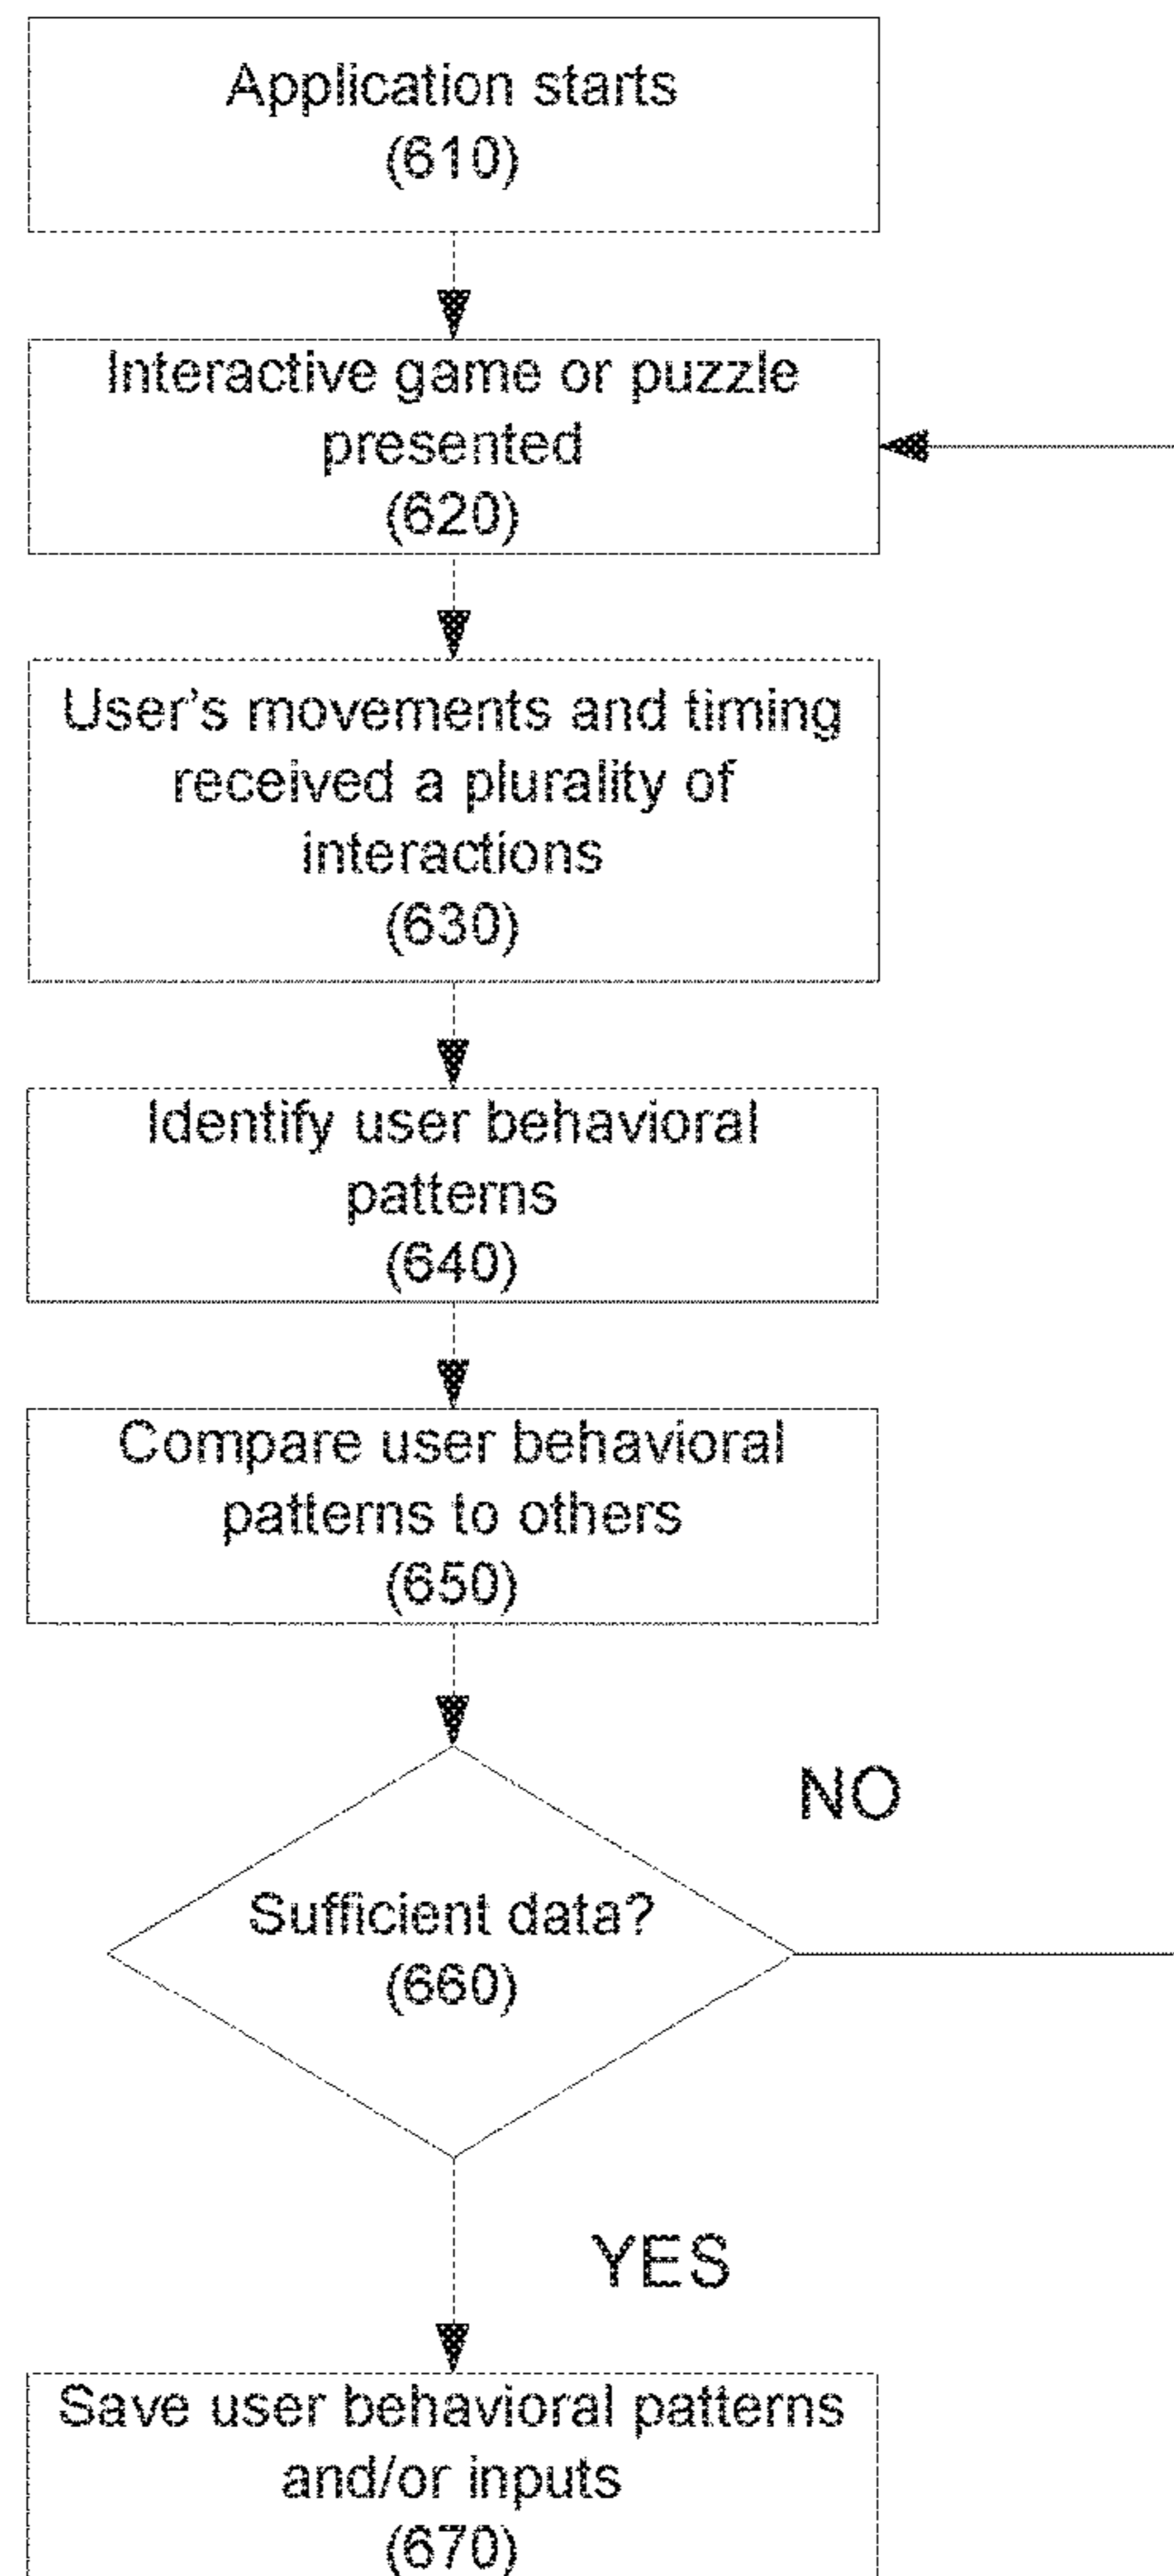 Application starts
(610)
Interactive game or puzzle
presented
(620)
User's movements and timing
received a plurality of
interactions
(630)
Identify user behavioral
patterns
(640)
Compare user behavioral
patterns to others
(650)
NO
Sufficient data?
(660)
YES
Save user behavioral patterns
and/or inputs
(670)